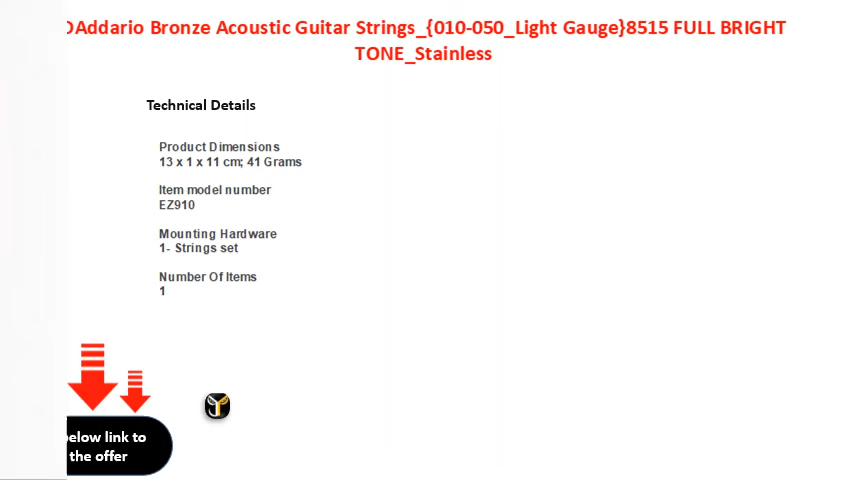 DAddario Bronze Acoustic Guitar Strings_{010-050_Light Gauge}8515 FULL BRIGHT
TONE_Stainless
Technical Details
Product Dimensions
13 x 1 x 11 cm; 41 Grams
Item model number
EZ910
Mounting Hardware
1- Strings set
Number Of Items
1
below link to
the offer